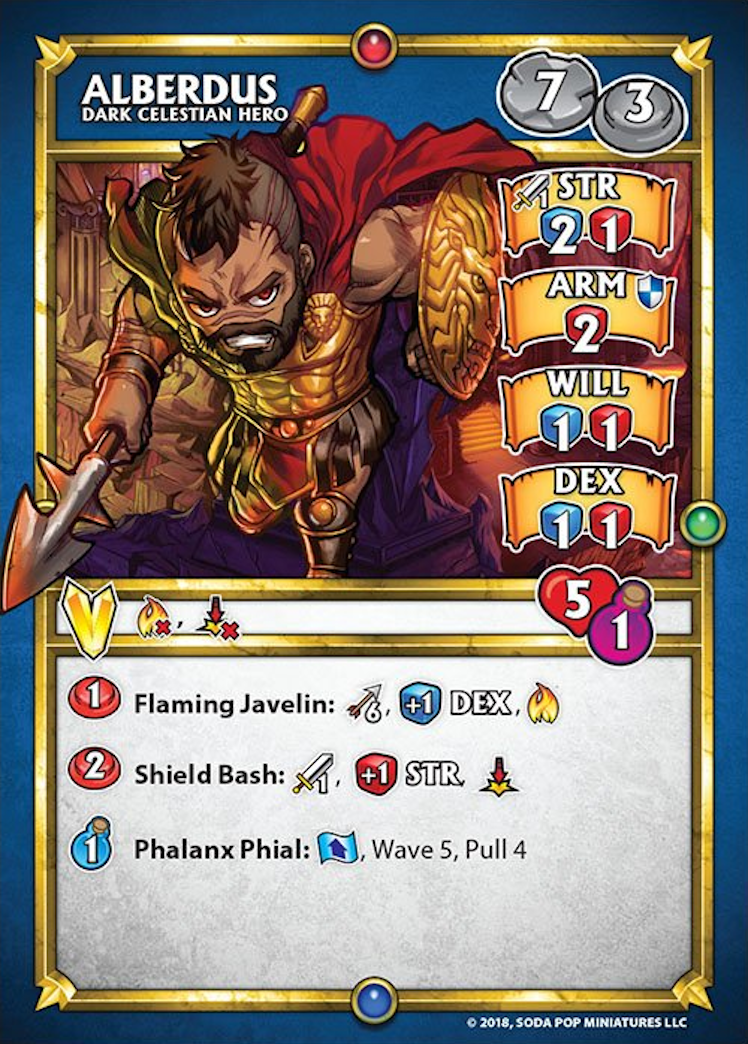 ALBERDUS
DARK CELESTIAN HERO
7 3
1 STR
2 1
ARM
2
WILL
1 1
DEX
1 1
5
1
1 Flaming Javelin: 6, +1 DEX,
2 Shield Bash: 1, +1 STR
1 Phalanx Phial: , Wave 5, Pull 4
© 2018, SODA POP MINIATURES LLC